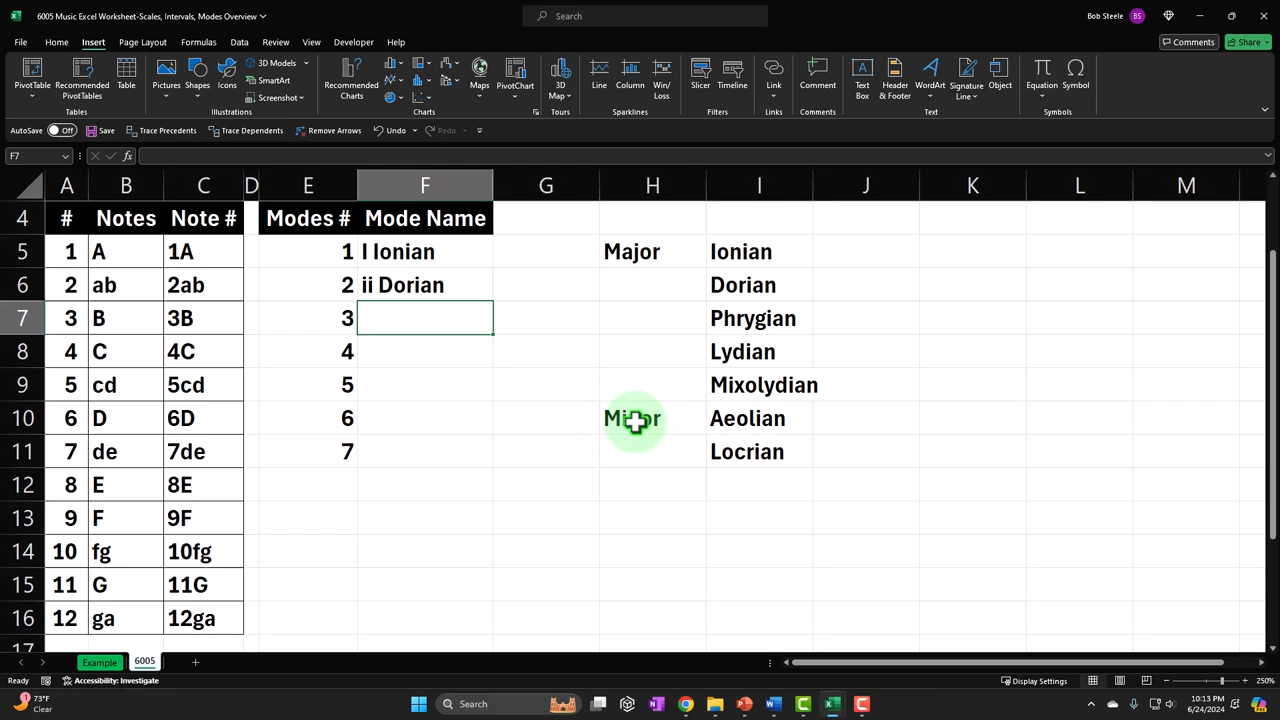 6005 Music Excel Worksheet-Scales, Intervals, Modes Overview
Search
Bob Steele BS
File Home Insert Page Layout Formulas Data Review View Developer Help
Comments Share
PivotTable Recommended PivotTables Table Pictures Shapes Icons 3D Models SmartArt Screenshot Recommended Charts Maps PivotChart 3D Map Line Column Win/Loss Slicer Timeline Link Comment Text Box Header & Footer WordArt Signature Line Object Equation Symbol
Tables Illustrations Charts Tours Sparklines Filters Links Comments Text Symbols
AutoSave Off Save Trace Precedents Trace Dependents Remove Arrows Undo Redo
F7 fx
A B C D E F G H I J K L M
4 # Notes Note # Modes # Mode Name
5 1 A 1A 1 I Ionian Major Ionian
6 2 ab 2ab 2 ii Dorian Dorian
7 3 B 3B 3 Phrygian
8 4 C 4C 4 Lydian
9 5 cd 5cd 5 Mixolydian
10 6 D 6D 6 Minor Aeolian
11 7 de 7de 7 Locrian
12 8 E 8E
13 9 F 9F
14 10 fg 10fg
15 11 G 11G
16 12 ga 12ga
17
Example 6005
Ready Accessibility: Investigate Display Settings 250%
73°F
Clear
Search
10:13 PM
6/24/2024